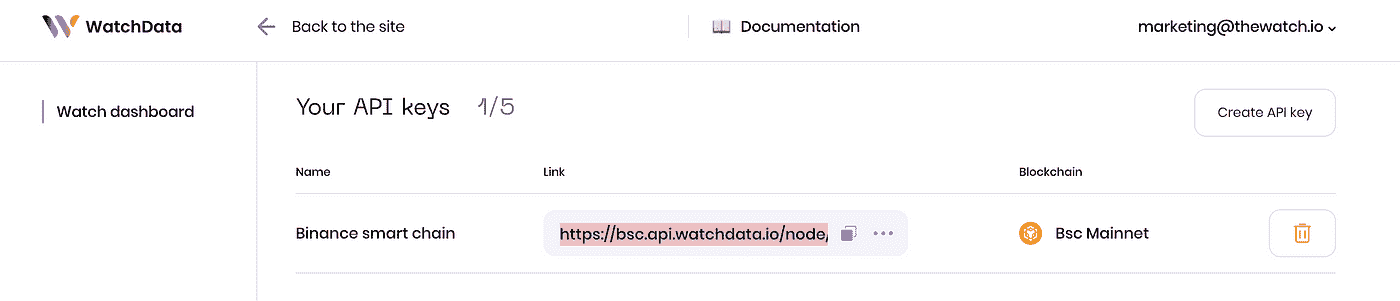 WatchData Back to the site Documentation marketing@thewatch.io
Watch dashboard
Your API keys 1/5
Create API key
Name Link Blockchain
Binance smart chain https://bsc.api.watchdata.io/node/ Bsc Mainnet